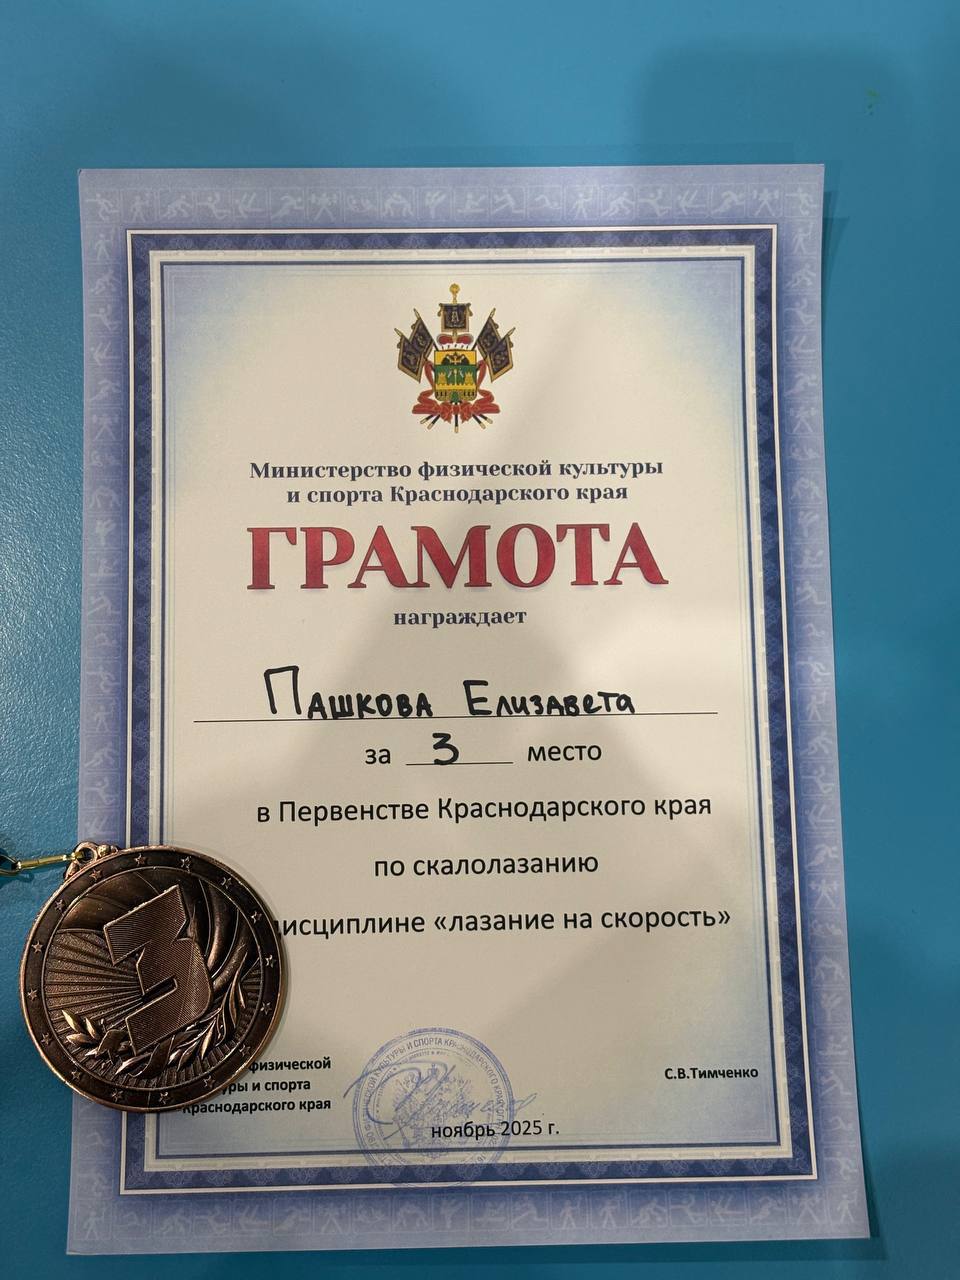 Министерство физической культуры
и спорта Краснодарского края
ГРАМОТА
награждает
Пашкова Елизавета
за 3 место
в Первенстве Краснодарского края
по скалолазанию
дисциплине «лазание на скорость»
3
физической
и спорта
Краснодарского края
С.В.Тимченко
ноябрь 2025 г.